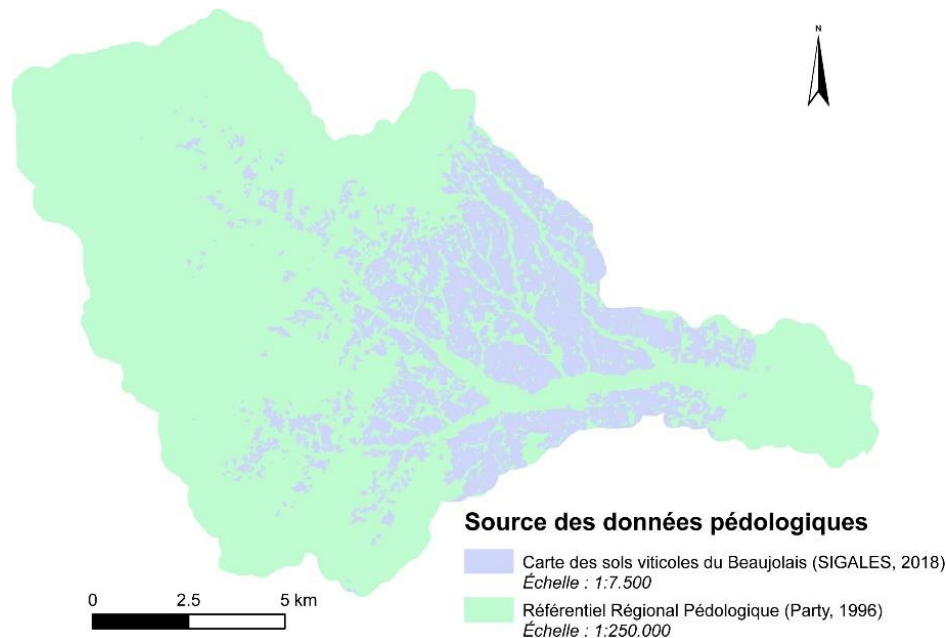 N
Source des données pédologiques
Carte des sols viticoles du Beaujolais (SIGALES, 2018)
Échelle : 1:7.500
Référentiel Régional Pédologique (Party, 1996)
Échelle : 1:250.000
0 2.5 5 km